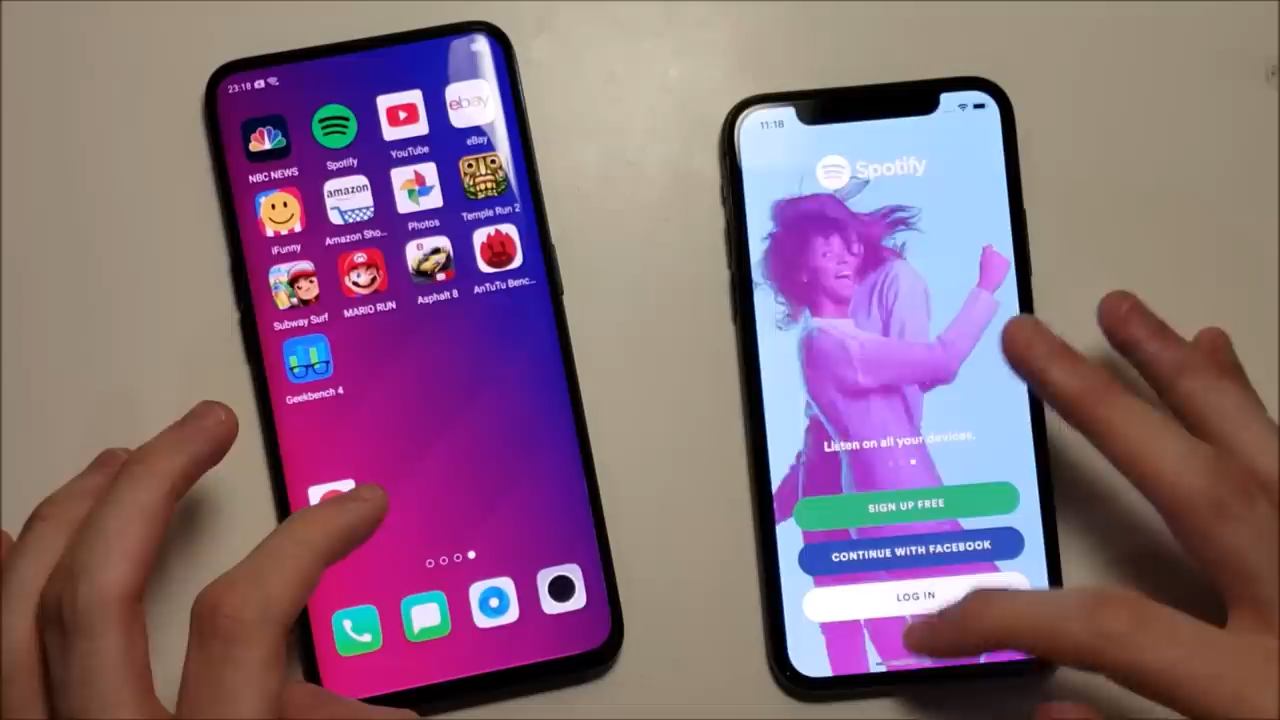 23:18
NBC NEWS
Spotify
YouTube
ebay
eBay
iFunny
amazon
Amazon Sho...
Photos
Temple Run 2
Subway Surf
MARIO RUN
8
Asphalt 8
AnTuTu Benc...
Geekbench 4
11:18
Spotify
Listen on all your devices.
SIGN UP FREE
CONTINUE WITH FACEBOOK
LOG IN